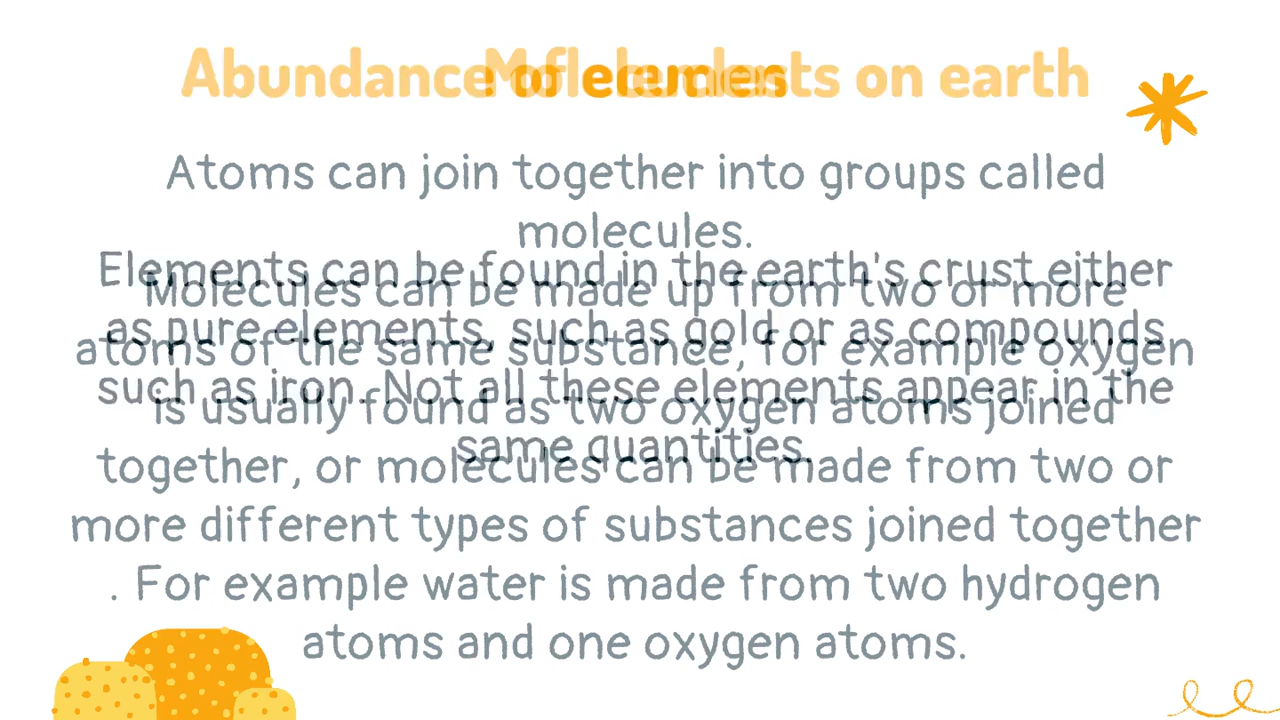 Abundance of elements on earth
Molecules
Atoms can join together into groups called
molecules.
Elements can be found in the earth's crust either
Molecules can be made up from two or more
as pure elements, such as gold or as compounds
atoms of the same substance, for example oxygen
such as iron. Not all these elements appear in the
is usually found as two oxygen atoms joined
same quantities.
together, or molecules can be made from two or
more different types of substances joined together
. For example water is made from two hydrogen
atoms and one oxygen atoms.